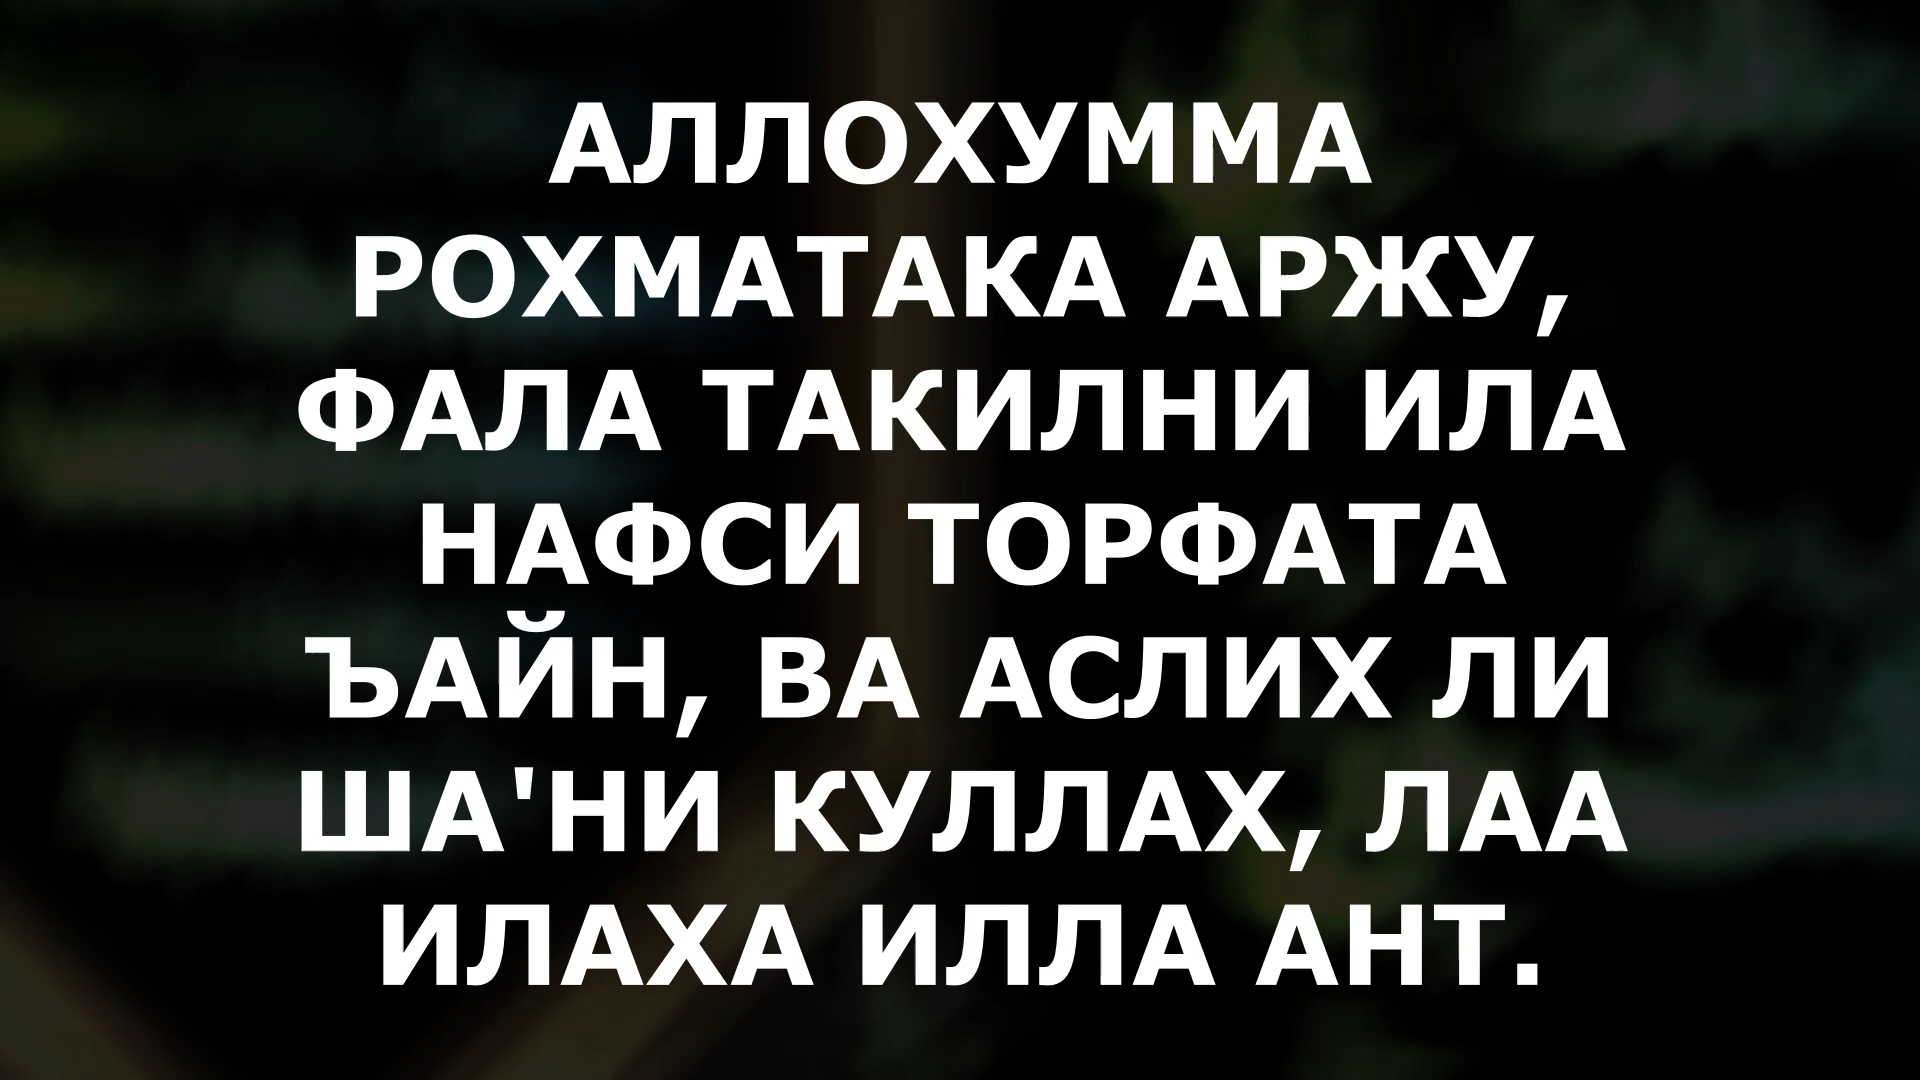 АЛЛОХУММА
РОХМАТАКА АРЖУ,
ФАЛА ТАКИЛНИ ИЛА
НАФСИ ТОРФАТА
ЪАЙН, ВА АСЛИХ ЛИ
ША'НИ КУЛЛАХ, ЛАА
ИЛАХА ИЛЛА АНТ.